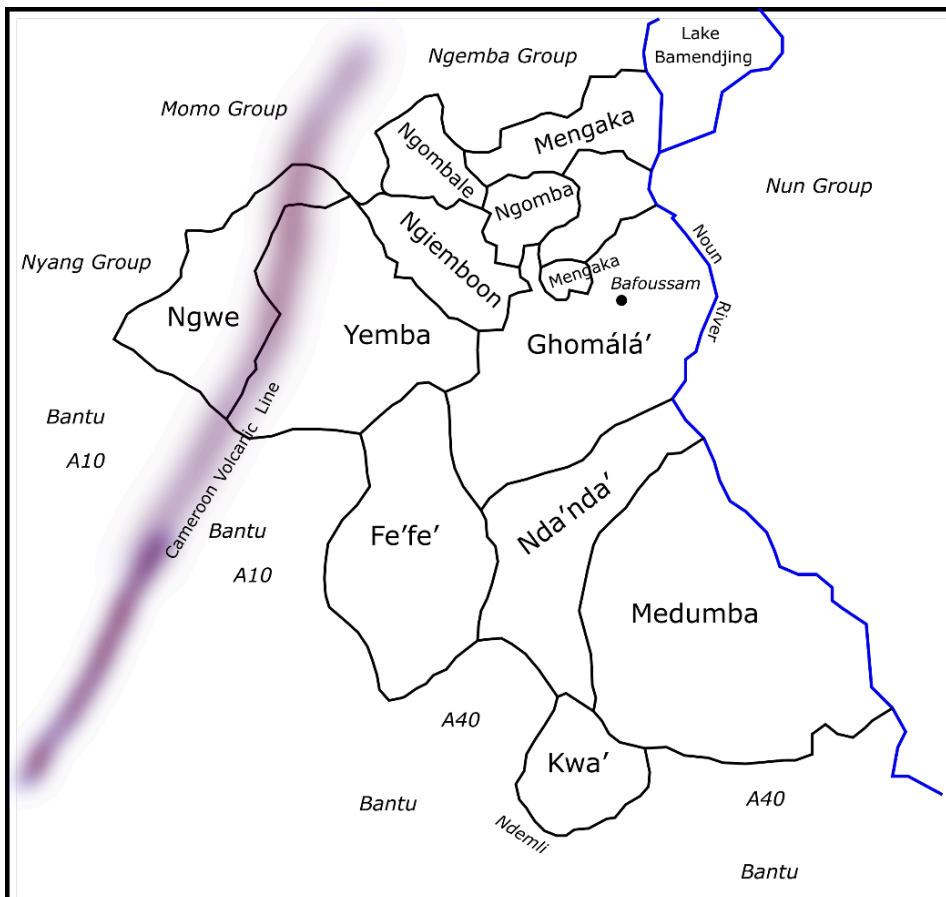 Lake
Bamendjing
Ngemba Group
Momo Group
Mengaka
Ngombale
Nun Group
Ngomba
Noun
River
Ngiemboon
Nyang Group
Mengaka
Bafoussam
Ngwe
Yemba
Ghomálá’
Cameroon Volcanic Line
Bantu
A10
Bantu
A10
Fe’fe’
Nda’nda’
Medumba
A40
Kwa’
Bantu
Ndemli
A40
Bantu